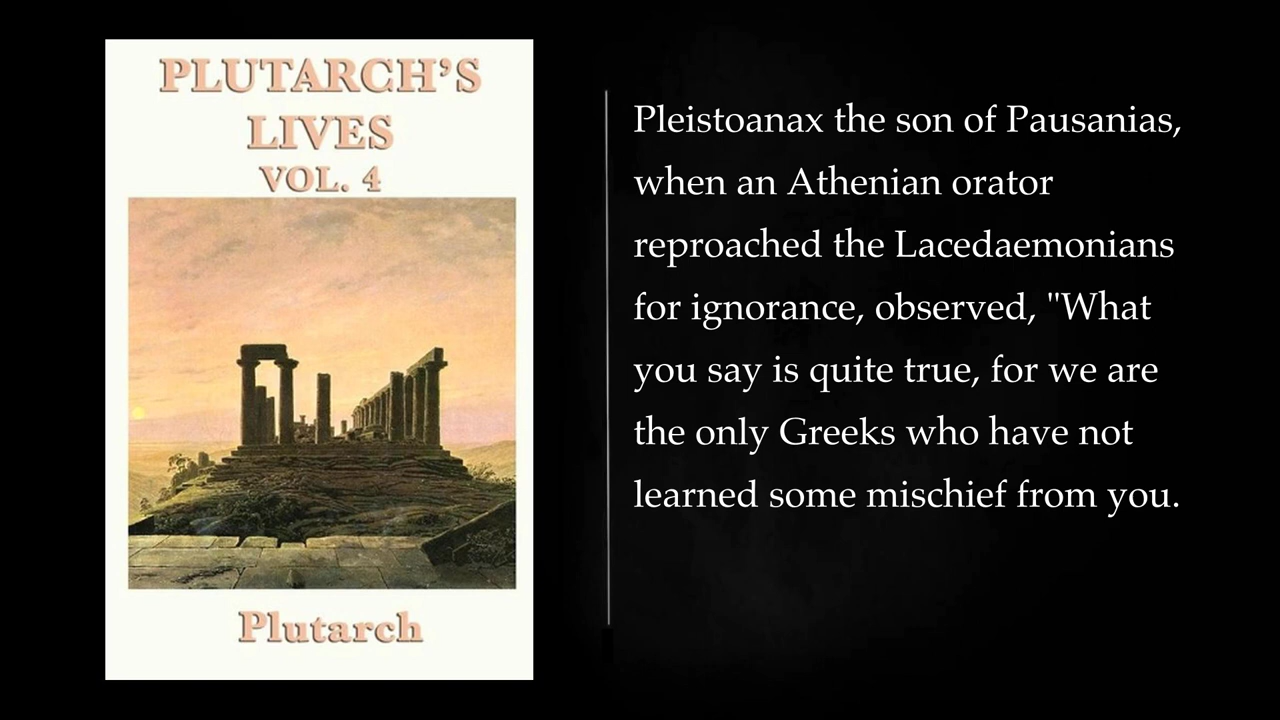 PLUTARCH'S
LIVES
VOL. 4
Plutarch
Pleistoanax the son of Pausanias,
when an Athenian orator
reproached the Lacedaemonians
for ignorance, observed, "What
you say is quite true, for we are
the only Greeks who have not
learned some mischief from you.